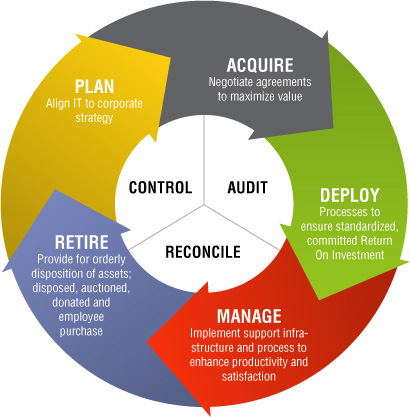 PLAN
Align IT to corporate
strategy
ACQUIRE
Negotiate agreements
to maximize value
DEPLOY
Processes to
ensure standardized,
committed Return
On Investment
MANAGE
Implement support infra-
structure and process to
enhance productivity and
satisfaction
RETIRE
Provide for orderly
disposition of assets;
disposed, auctioned,
donated and
employee
purchase
CONTROL
AUDIT
RECONCILE